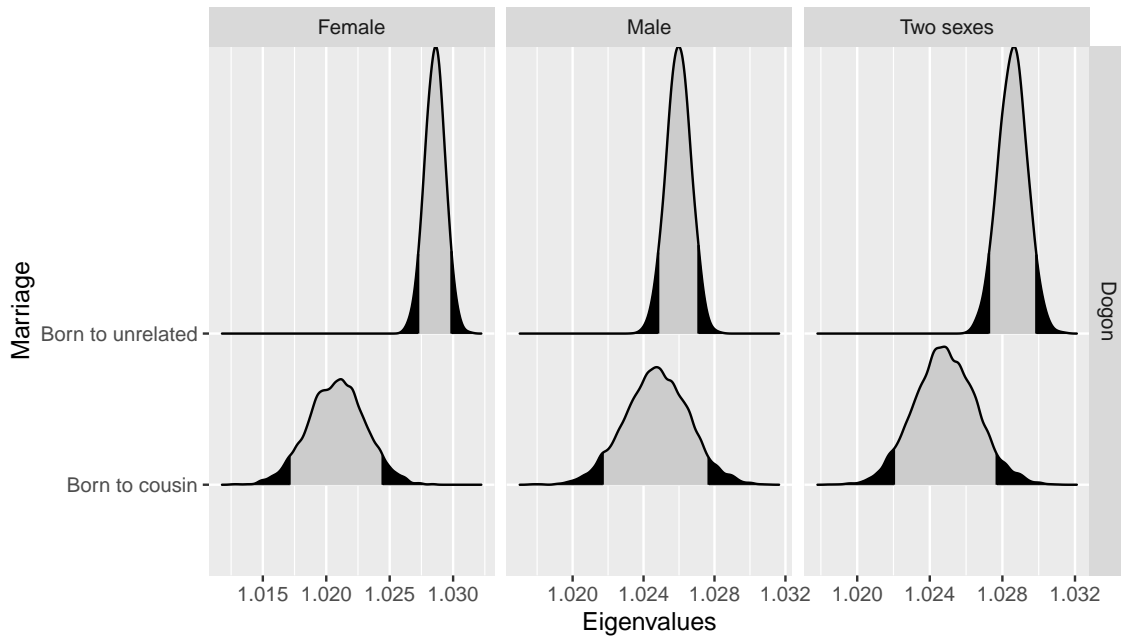 Female Male Two sexes
Marriage
Born to unrelated
Born to cousin
Dogon
1.015 1.020 1.025 1.030 1.020 1.024 1.028 1.032 1.020 1.024 1.028 1.032
Eigenvalues